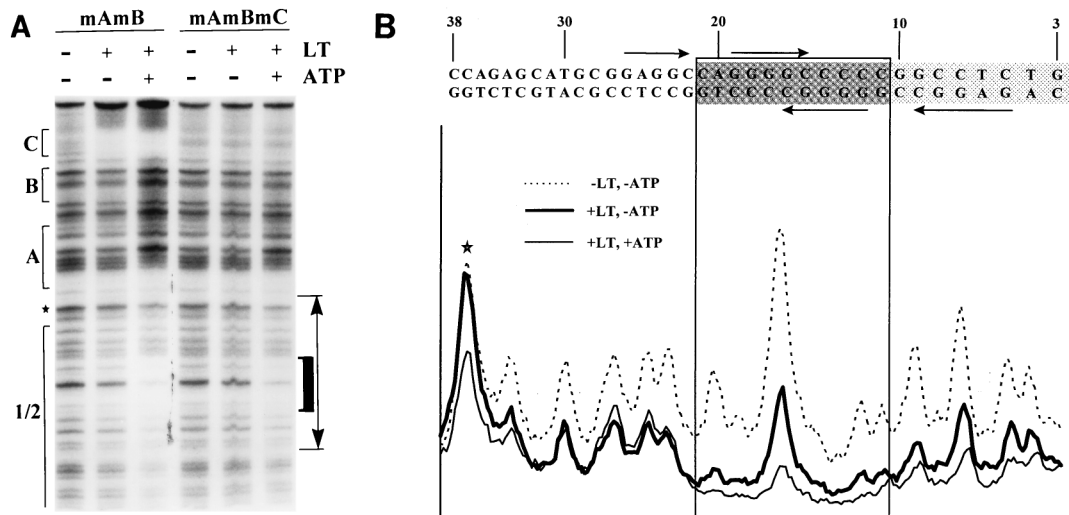 A
mAmB mAmBmC
- + + - + + LT
- - + - - + ATP
C
B
A
★
1/2
B
38 30 20 10 3
CCAGAGCATGCGGAGGCCAGGGGCCCCCGGCCTCTG
GGTCTCGTACGCCTCCGGTCCCCGGGGGCCGGAGAC
-LT, -ATP
+LT, -ATP
+LT, +ATP
★